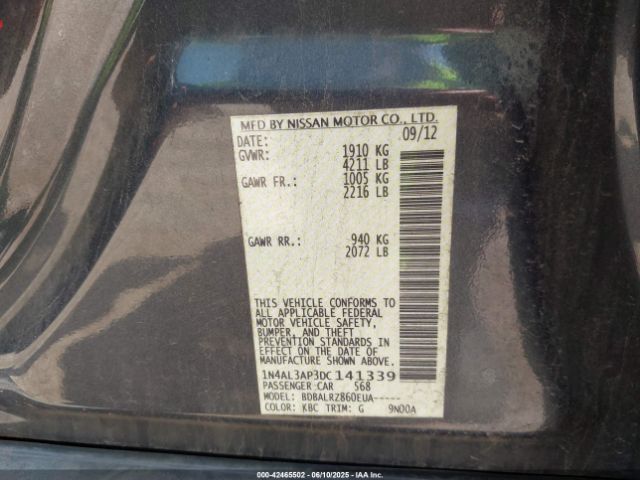 MFD BY NISSAN MOTOR CO., LTD.
DATE: 09/12
GVWR: 1910 KG
4211 LB
GAWR FR.: 1005 KG
2216 LB
GAWR RR.: 940 KG
2072 LB
THIS VEHICLE CONFORMS TO
ALL APPLICABLE FEDERAL
MOTOR VEHICLE SAFETY,
BUMPER, AND THEFT
PREVENTION STANDARDS
IN EFFECT ON THE DATE OF
MANUFACTURE SHOWN ABOVE.
1N4AL3AP3DC141339
PASSENGER CAR 568
MODEL: BDBALRZ860EUA-----
COLOR: KBC TRIM: G 9N00A
000-42465502 - 06/10/2025 - IAAI.COM